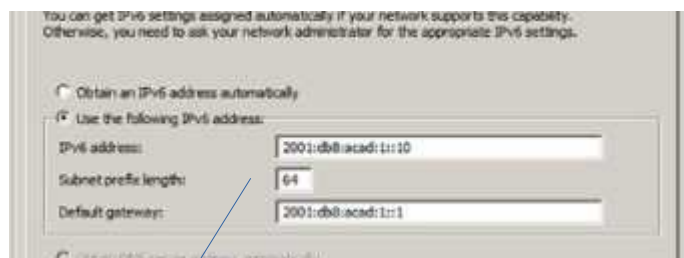 You can get IPv6 settings assigned automatically if your network supports this capability.
Otherwise, you need to ask your network administrator for the appropriate IPv6 settings.
Obtain an IPv6 address automatically
Use the following IPv6 address:
IPv6 address: 2001:db8:acad:1::10
Subnet prefix length: 64
Default gateway: 2001:db8:acad:1::1